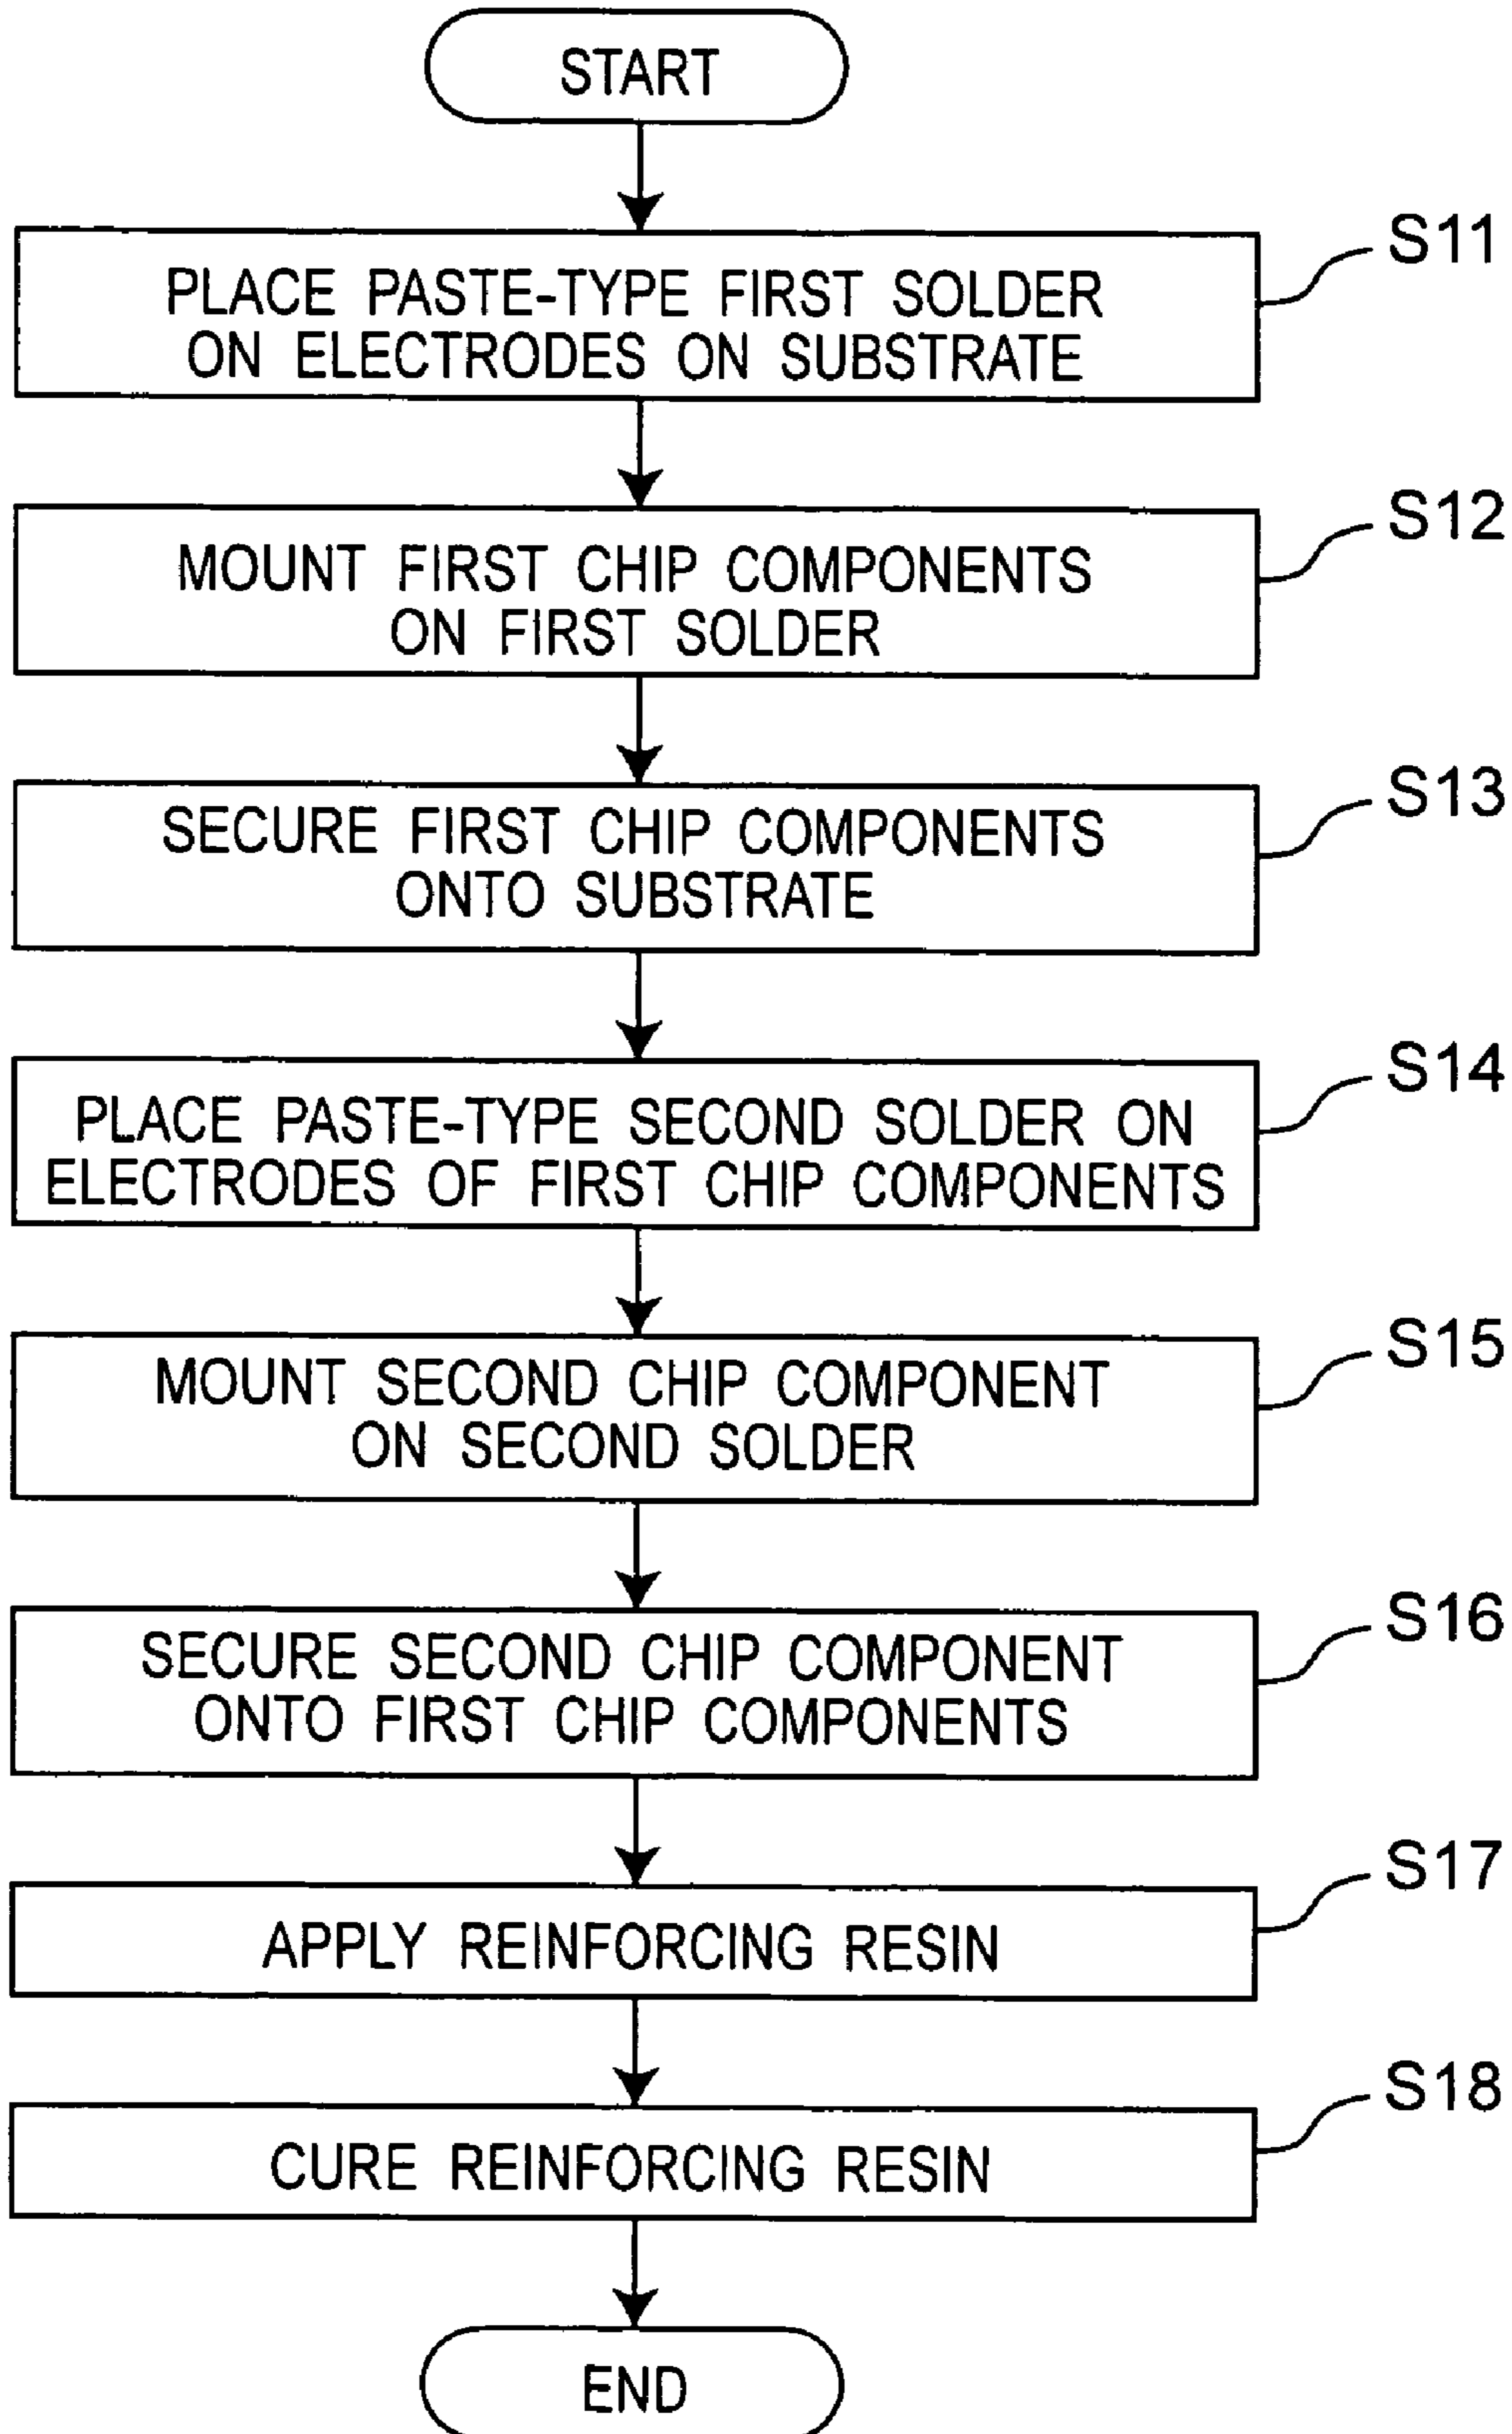 START
S11
PLACE PASTE-TYPE FIRST SOLDER
ON ELECTRODES ON SUBSTRATE
S12
MOUNT FIRST CHIP COMPONENTS
ON FIRST SOLDER
S13
SECURE FIRST CHIP COMPONENTS
ONTO SUBSTRATE
S14
PLACE PASTE-TYPE SECOND SOLDER ON
ELECTRODES OF FIRST CHIP COMPONENTS
S15
MOUNT SECOND CHIP COMPONENT
ON SECOND SOLDER
S16
SECURE SECOND CHIP COMPONENT
ONTO FIRST CHIP COMPONENTS
S17
APPLY REINFORCING RESIN
S18
CURE REINFORCING RESIN
END